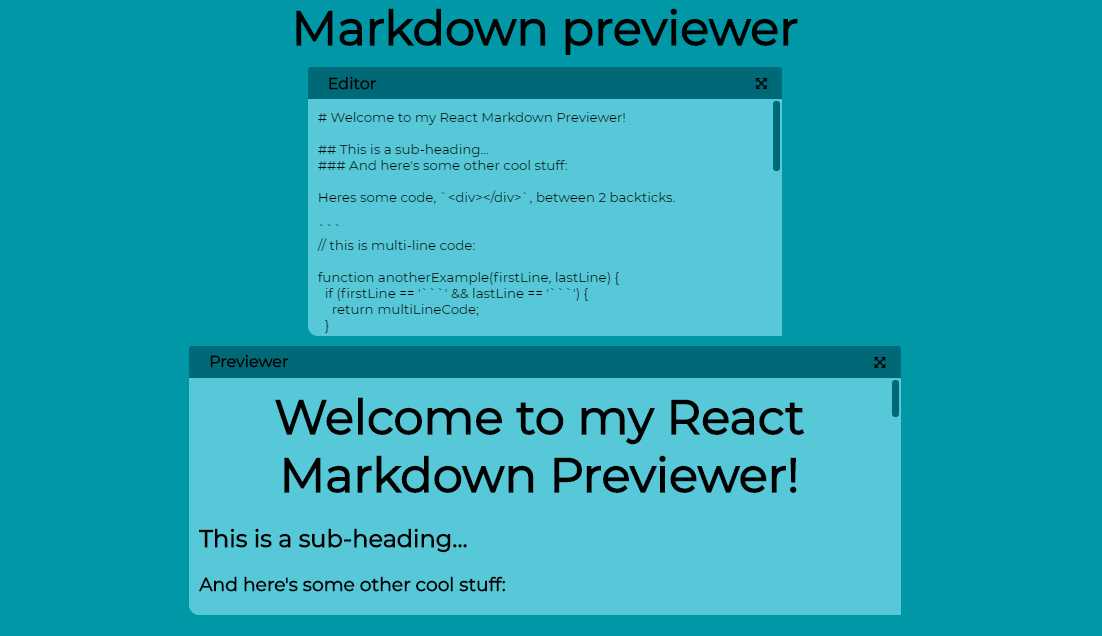 Markdown previewer
Editor
# Welcome to my React Markdown Previewer!
## This is a sub-heading...
### And here's some other cool stuff:
Heres some code, `<div></div>`, between 2 backticks.
```
// this is multi-line code:
function anotherExample(firstLine, lastLine) {
  if (firstLine == '```' && lastLine == '```') {
    return multiLineCode;
  }
Previewer
Welcome to my React
Markdown Previewer!
This is a sub-heading...
And here's some other cool stuff: